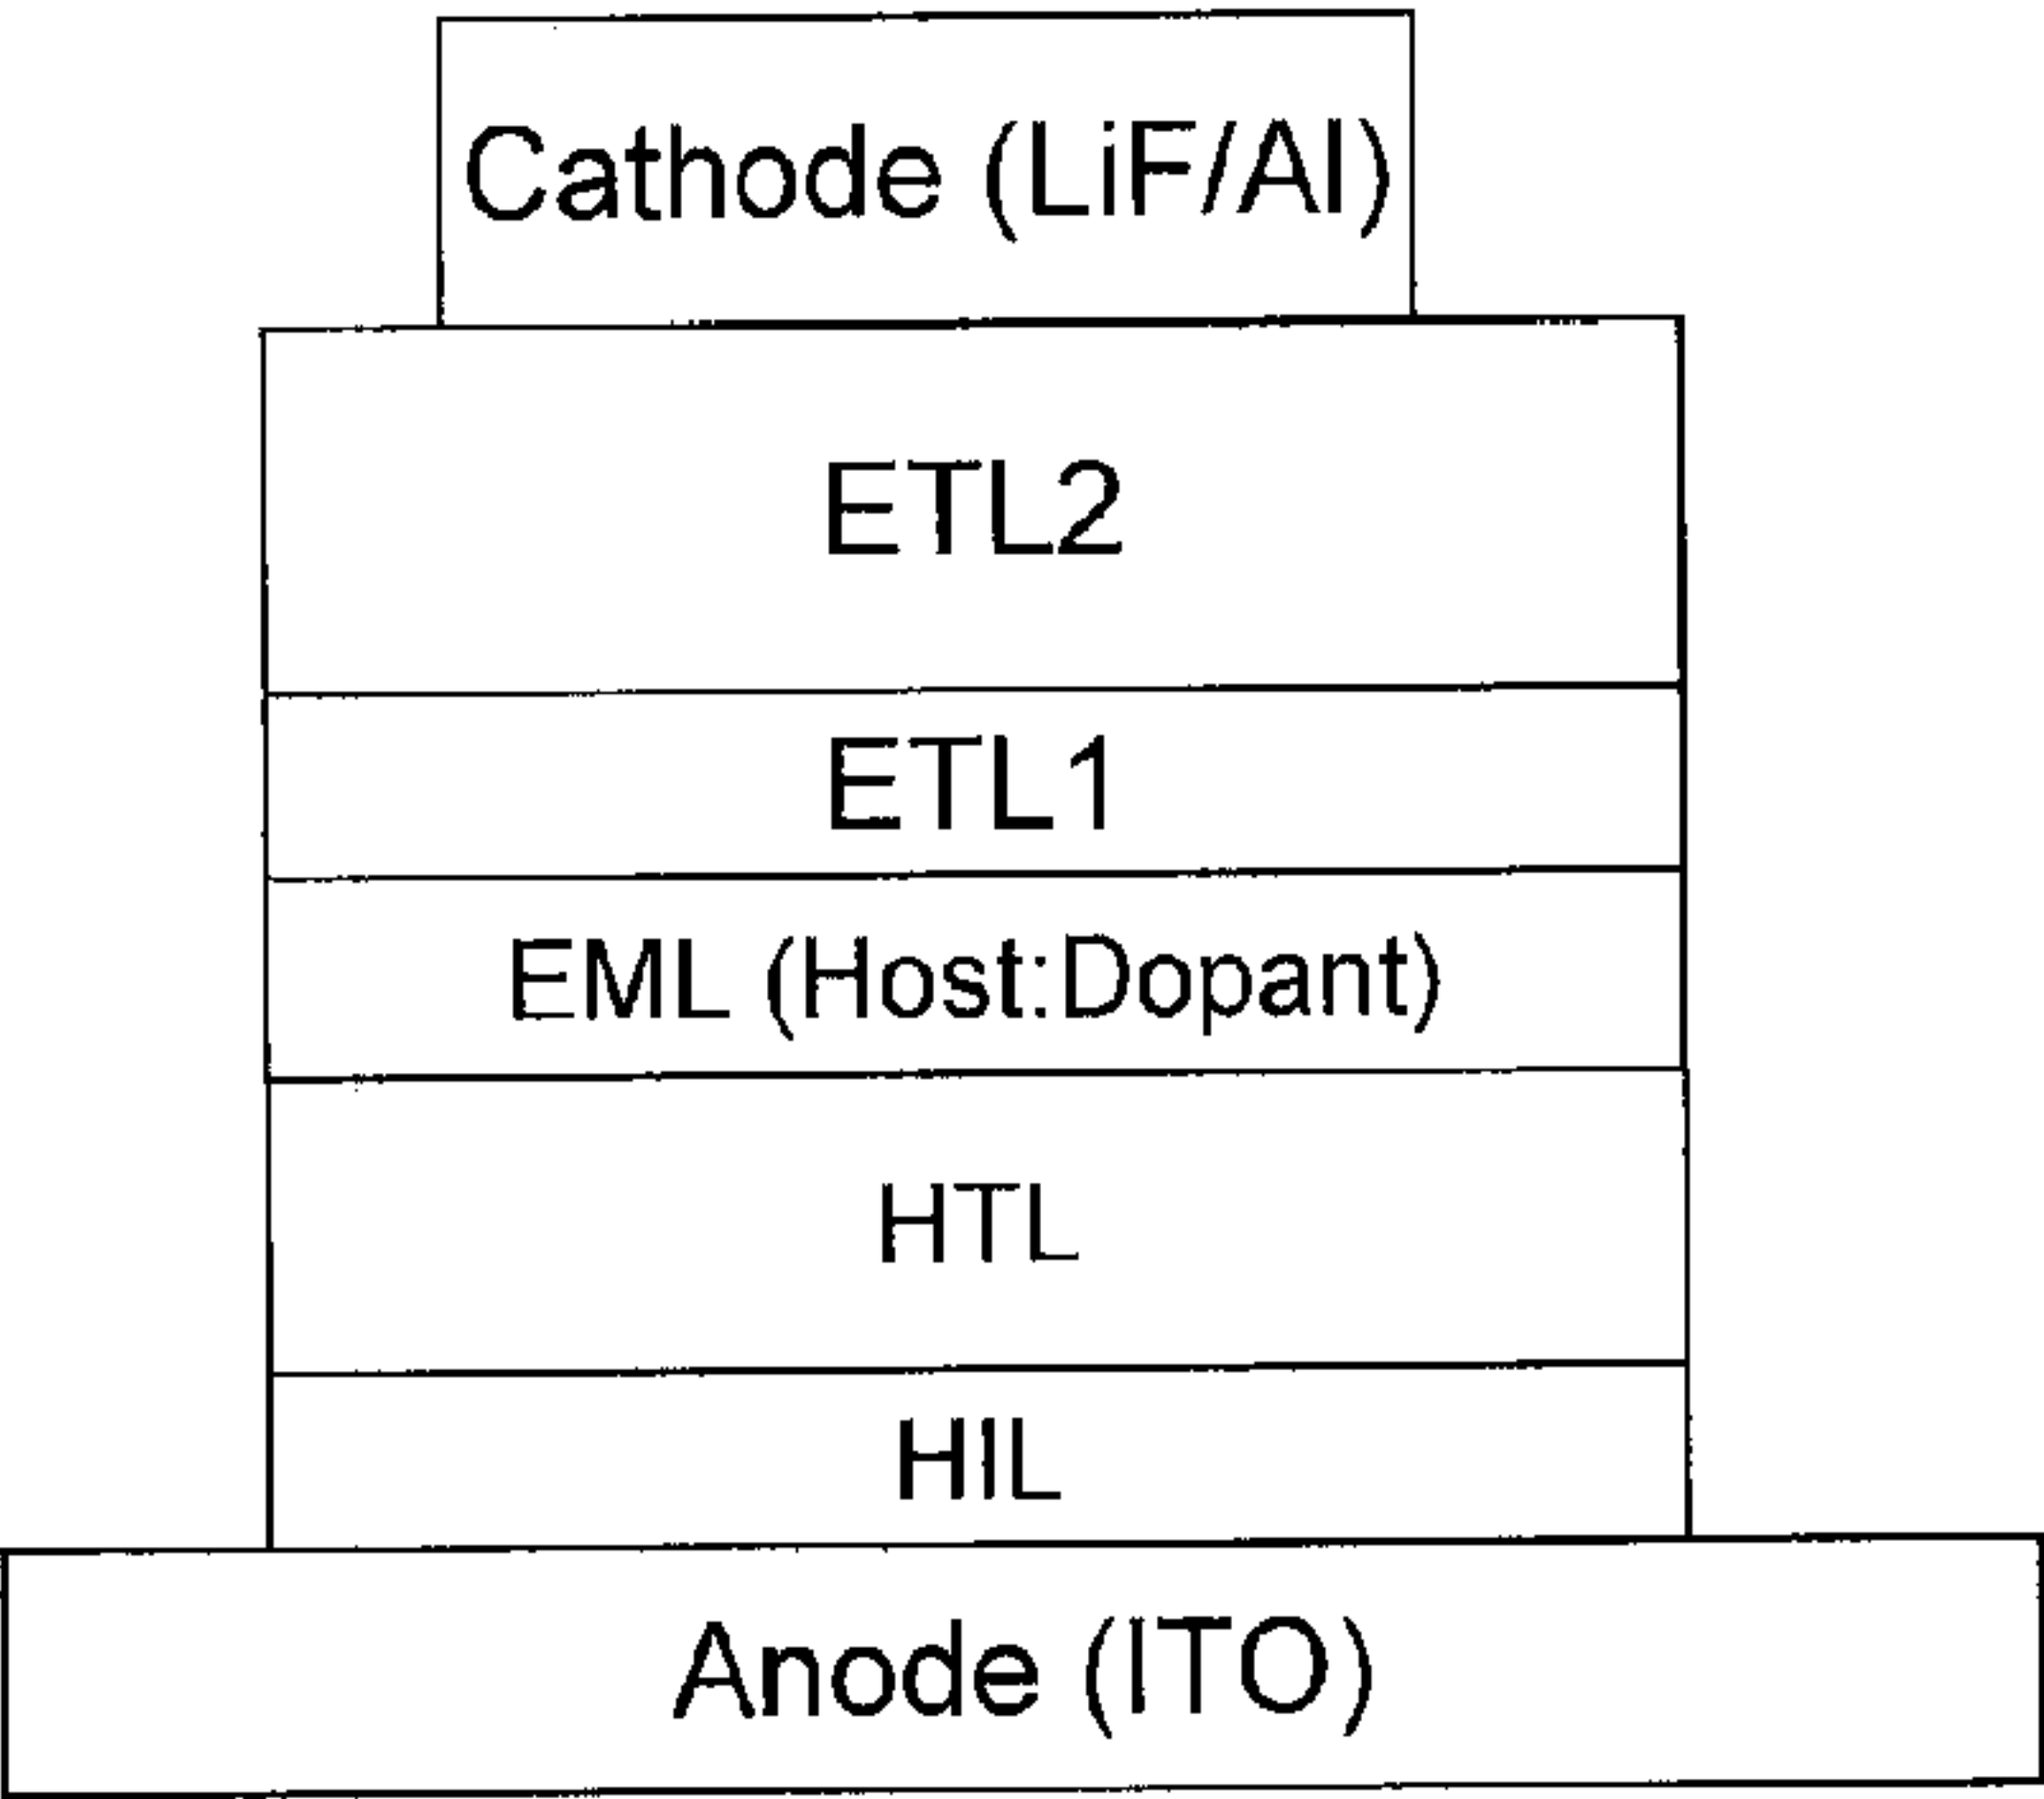 Cathode (LiF/Al)
ETL2
ETL1
EML (Host:Dopant)
HTL
HIL
Anode (ITO)